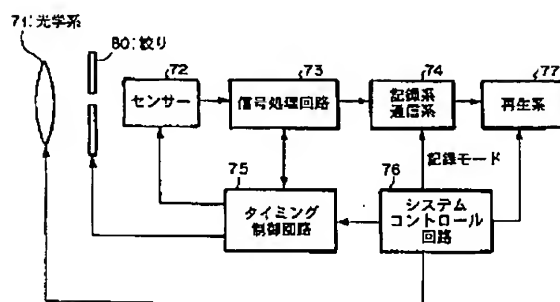 71:光学系
80:絞り
72
73
74
77
センサー
信号処理回路
記録系
通信系
再生系
記録モード
75
76
タイミング
制御回路
システム
コントロール
回路